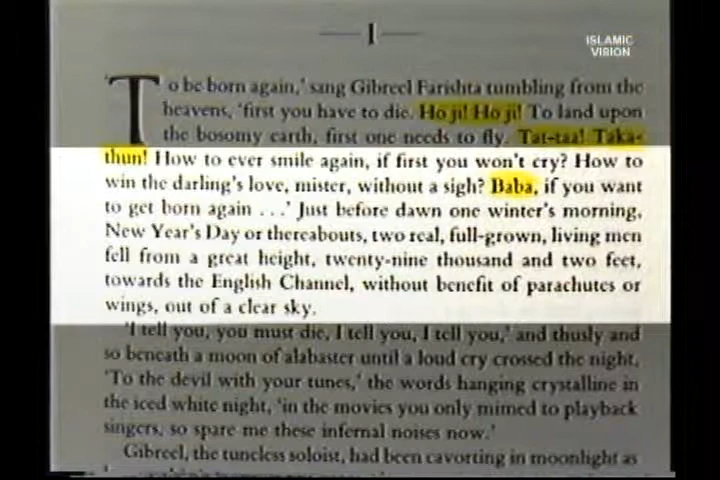 I
ISLAMIC
VISION
'To be born again,' sang Gibreel Farishta tumbling from the
heavens, 'first you have to die. Ho ji! Ho ji! To land upon
the bosomy earth, first one needs to fly. Tat-taa! Taka-
thun! How to ever smile again, if first you won't cry? How to
win the darling's love, mister, without a sigh? Baba, if you want
to get born again . . .' Just before dawn one winter's morning,
New Year's Day or thereabouts, two real, full-grown, living men
fell from a great height, twenty-nine thousand and two feet,
towards the English Channel, without benefit of parachutes or
wings, out of a clear sky.
'I tell you, you must die, I tell you, I tell you,' and thusly and
so beneath a moon of alabaster until a loud cry crossed the night,
'To the devil with your tunes,' the words hanging crystalline in
the iced white night, 'in the movies you only mimed to playback
singers, so spare me these infernal noises now.'
Gibreel, the tuneless soloist, had been cavorting in moonlight as